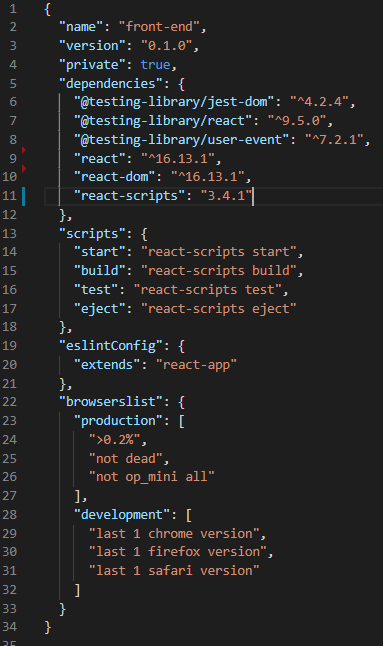 1 {
2   "name": "front-end",
3   "version": "0.1.0",
4   "private": true,
5   "dependencies": {
6     "@testing-library/jest-dom": "^4.2.4",
7     "@testing-library/react": "^9.5.0",
8     "@testing-library/user-event": "^7.2.1",
9     "react": "^16.13.1",
10     "react-dom": "^16.13.1",
11     "react-scripts": "3.4.1"
12   },
13   "scripts": {
14     "start": "react-scripts start",
15     "build": "react-scripts build",
16     "test": "react-scripts test",
17     "eject": "react-scripts eject"
18   },
19   "eslintConfig": {
20     "extends": "react-app"
21   },
22   "browserslist": {
23     "production": [
24       ">0.2%",
25       "not dead",
26       "not op_mini all"
27     ],
28     "development": [
29       "last 1 chrome version",
30       "last 1 firefox version",
31       "last 1 safari version"
32     ]
33   }
34 }
35